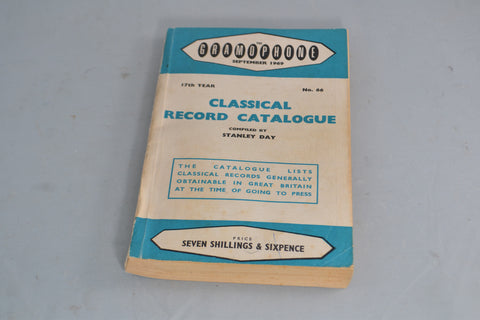 THE
GRAMOPHONE
SEPTEMBER 1969
17th YEAR No. 66
CLASSICAL
RECORD CATALOGUE
COMPILED BY
STANLEY DAY
THE CATALOGUE LISTS
CLASSICAL RECORDS GENERALLY
OBTAINABLE IN GREAT BRITAIN
AT THE TIME OF GOING TO PRESS
PRICE
SEVEN SHILLINGS & SIXPENCE